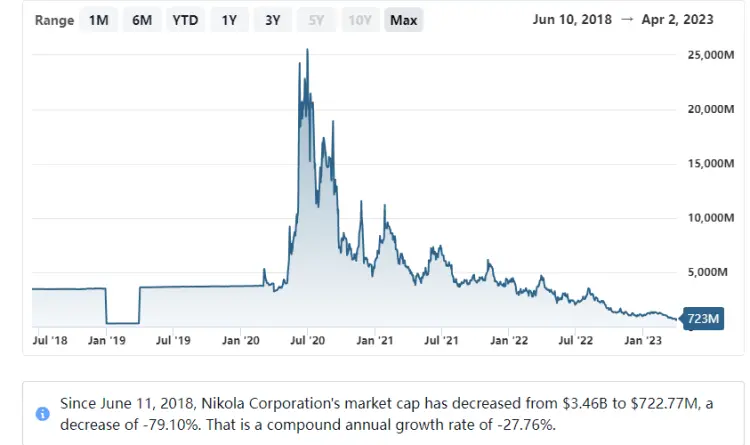 Range 1M 6M YTD 1Y 3Y 5Y 10Y Max Jun 10, 2018 → Apr 2, 2023
25,000M
20,000M
15,000M
10,000M
5,000M
723M
Jul '18 Jan '19 Jul '19 Jan '20 Jul '20 Jan '21 Jul '21 Jan '22 Jul '22 Jan '23
Since June 11, 2018, Nikola Corporation's market cap has decreased from $3.46B to $722.77M, a
decrease of -79.10%. That is a compound annual growth rate of -27.76%.